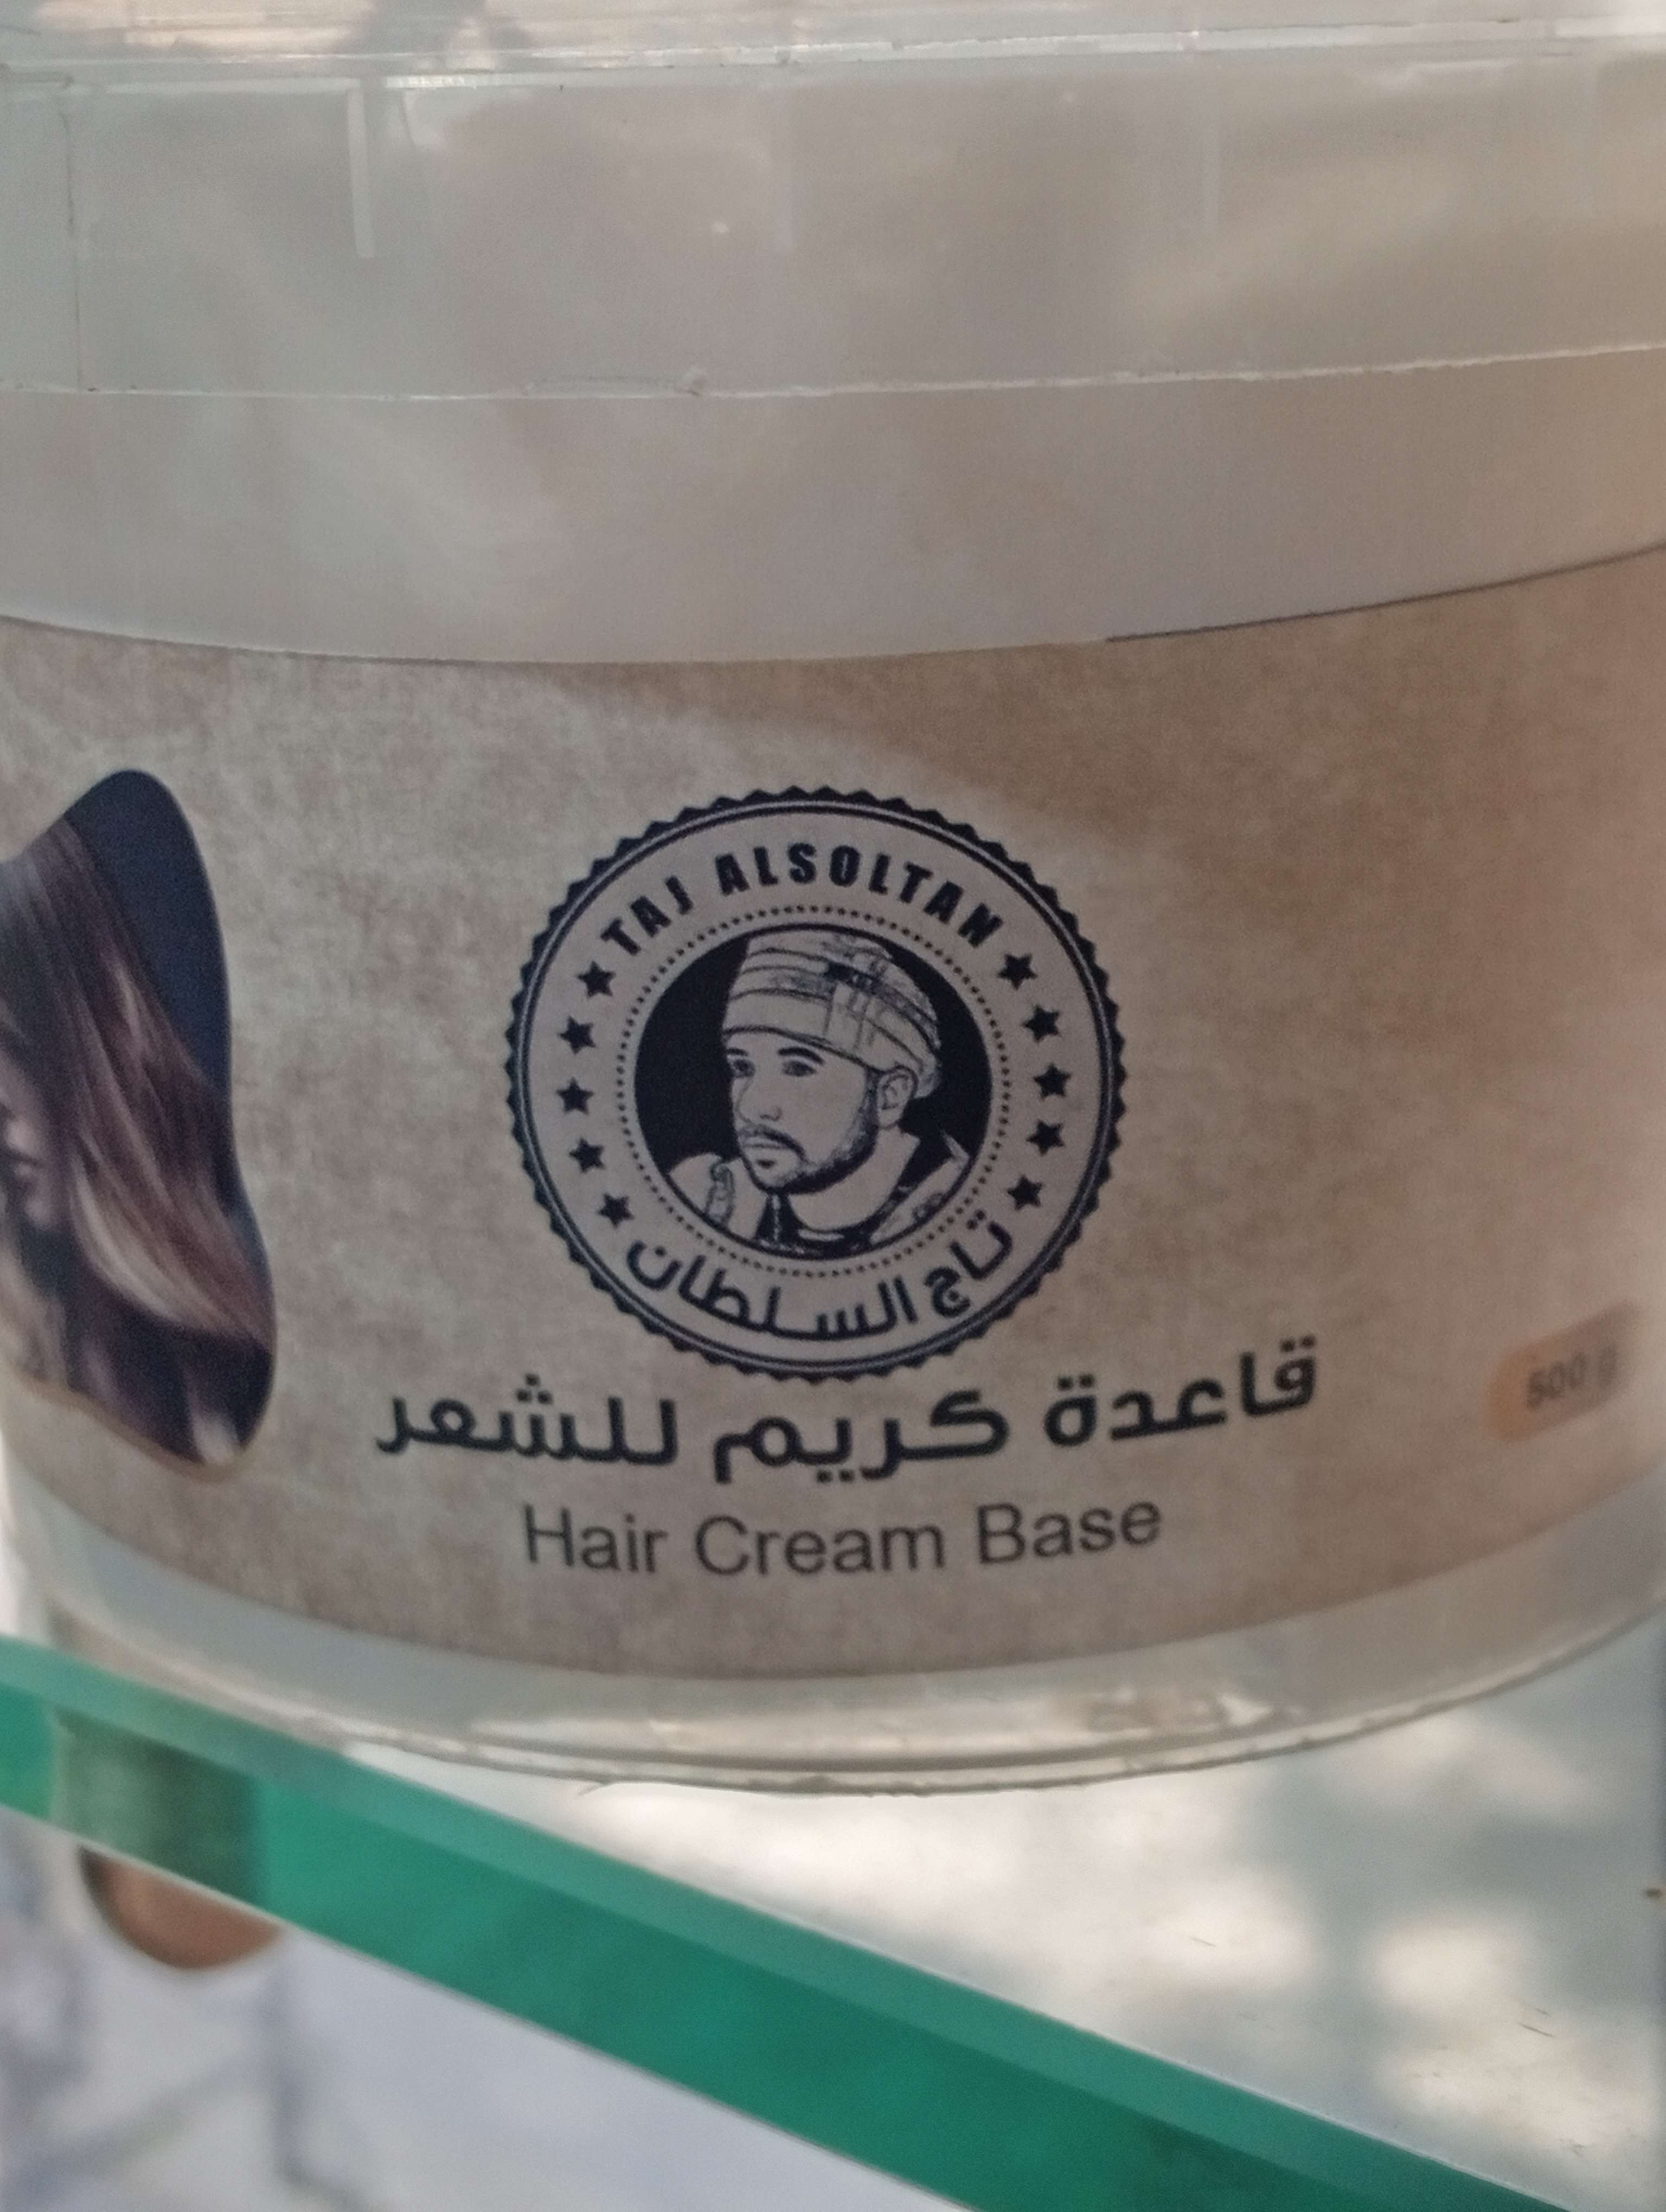 TAJ ALSOLTAN
تاج السلطان
قاعدة كريم للشعر
Hair Cream Base
500 g